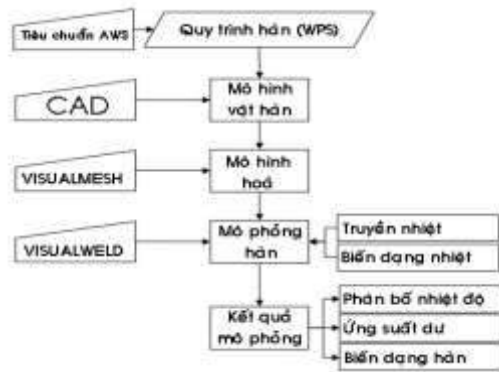 Tiêu chuẩn AWS
Quy trình hàn (WPS)
CAD
Mô hình
vật hàn
VISUALMESH
Mô hình
hoá
VISUALWELD
Mô phỏng
hàn
Truyền nhiệt
Biến dạng nhiệt
Kết quả
mô phỏng
Phân bố nhiệt độ
Ứng suất dư
Biến dạng hàn